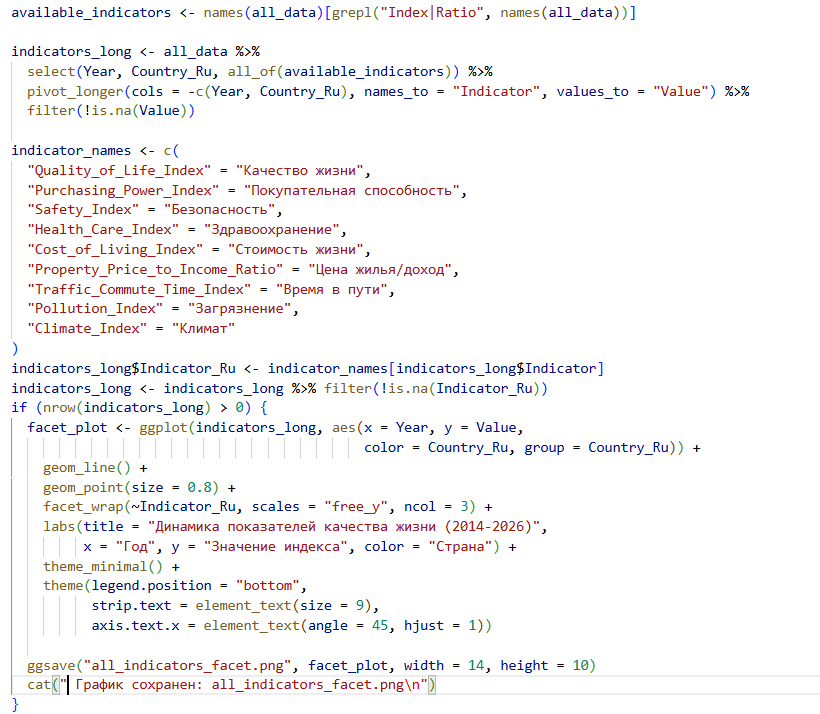 available_indicators <- names(all_data)[grepl("Index|Ratio", names(all_data))]
indicators_long <- all_data %>%
select(Year, Country_Ru, all_of(available_indicators)) %>%
pivot_longer(cols = -c(Year, Country_Ru), names_to = "Indicator", values_to = "Value") %>%
filter(!is.na(Value))
indicator_names <- c(
"Quality_of_Life_Index" = "Качество жизни",
"Purchasing_Power_Index" = "Покупательная способность",
"Safety_Index" = "Безопасность",
"Health_Care_Index" = "Здравоохранение",
"Cost_of_Living_Index" = "Стоимость жизни",
"Property_Price_to_Income_Ratio" = "Цена жилья/доход",
"Traffic_Commute_Time_Index" = "Время в пути",
"Pollution_Index" = "Загрязнение",
"Climate_Index" = "Климат"
)
indicators_long$Indicator_Ru <- indicator_names[indicators_long$Indicator]
indicators_long <- indicators_long %>% filter(!is.na(Indicator_Ru))
if (nrow(indicators_long) > 0) {
facet_plot <- ggplot(indicators_long, aes(x = Year, y = Value,
color = Country_Ru, group = Country_Ru)) +
geom_line() +
geom_point(size = 0.8) +
facet_wrap(~Indicator_Ru, scales = "free_y", ncol = 3) +
labs(title = "Динамика показателей качества жизни (2014-2026)",
x = "Год", y = "Значение индекса", color = "Страна") +
theme_minimal() +
theme(legend.position = "bottom",
strip.text = element_text(size = 9),
axis.text.x = element_text(angle = 45, hjust = 1))
ggsave("all_indicators_facet.png", facet_plot, width = 14, height = 10)
cat(" График сохранен: all_indicators_facet.png\n")
}